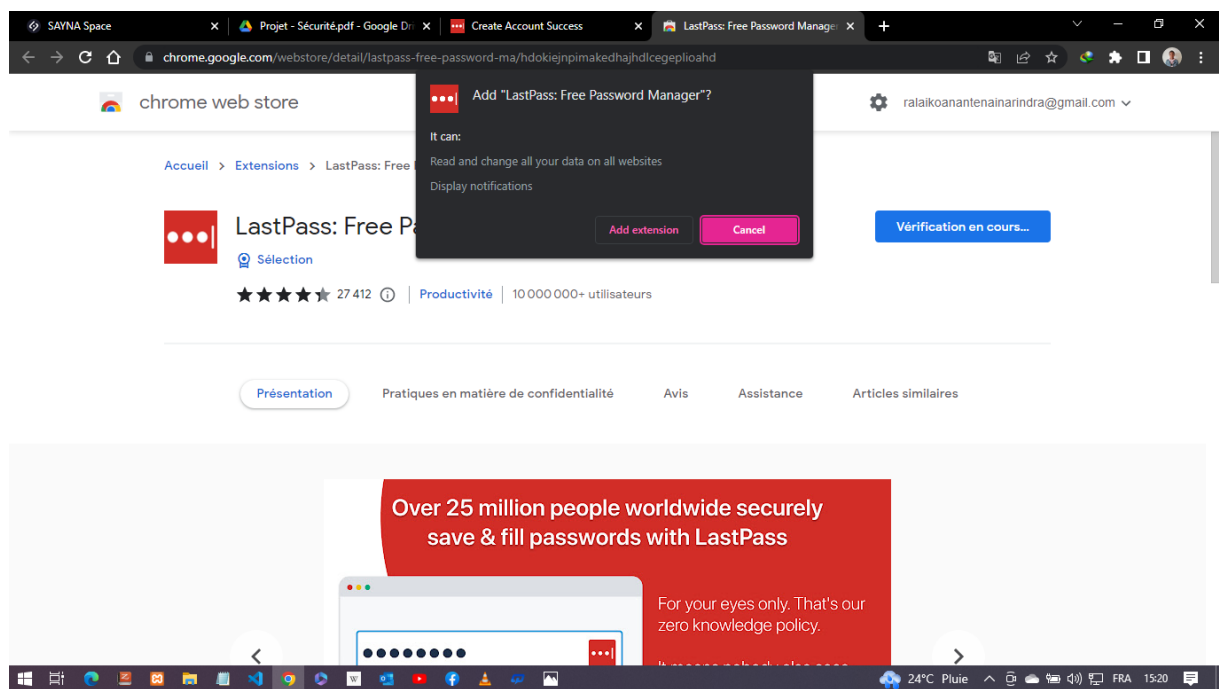 SAYNA Space
Projet - Sécurité.pdf - Google Dri
Create Account Success
LastPass: Free Password Manager
chrome.google.com/webstore/detail/lastpass-free-password-ma/hdokiejnpimakedhajhdlcegeplioahd
chrome web store
ralaikoanantenainarindra@gmail.com
Add "LastPass: Free Password Manager"?
It can:
Read and change all your data on all websites
Display notifications
Add extension
Cancel
Accueil > Extensions > LastPass: Free
LastPass: Free Pa
Sélection
27 412
Productivité
10 000 000+ utilisateurs
Vérification en cours...
Présentation
Pratiques en matière de confidentialité
Avis
Assistance
Articles similaires
Over 25 million people worldwide securely
save & fill passwords with LastPass
For your eyes only. That's our
zero knowledge policy.
24°C Pluie
FRA
15:20